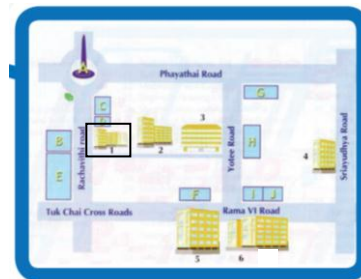 Phayathai Road
C
G
3
Rachavithi road
B
1
2
Yotee Road
H
4
Sriayudhya Road
E
F
I
J
Tuk Chai Cross Roads
Rama VI Road
5
6